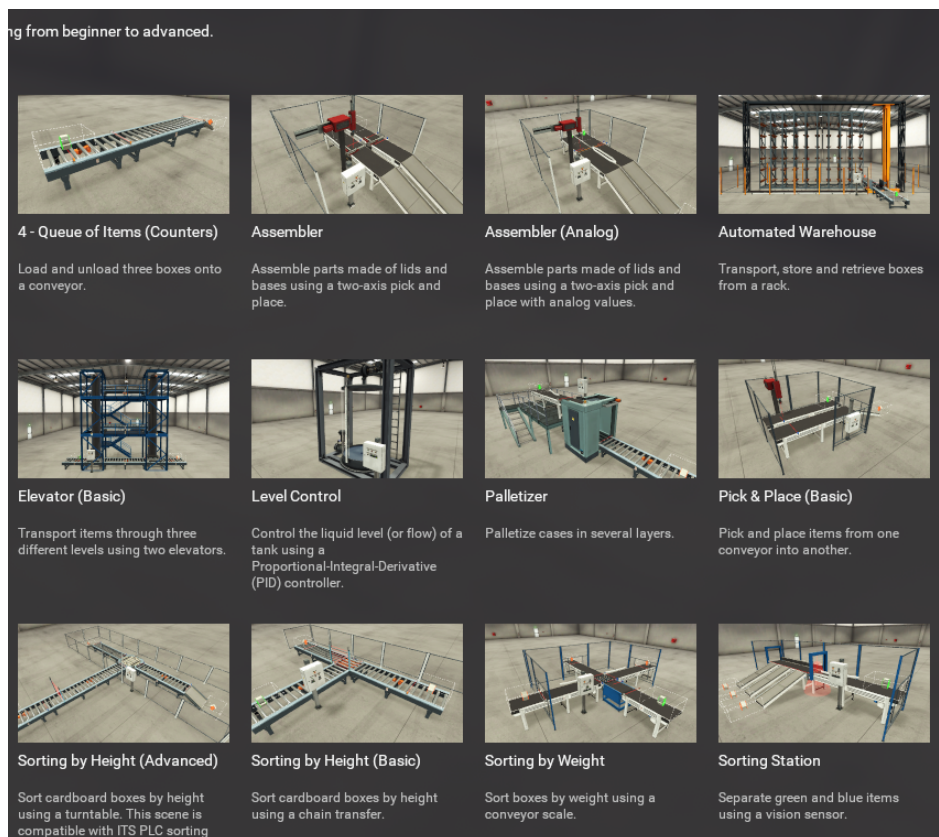 ng from beginner to advanced.
4 - Queue of Items (Counters)
Load and unload three boxes onto
a conveyor.
Assembler
Assemble parts made of lids and
bases using a two-axis pick and
place.
Assembler (Analog)
Assemble parts made of lids and
bases using a two-axis pick and
place with analog values.
Automated Warehouse
Transport, store and retrieve boxes
from a rack.
Elevator (Basic)
Transport items through three
different levels using two elevators.
Level Control
Control the liquid level (or flow) of a
tank using a
Proportional-Integral-Derivative
(PID) controller.
Palletizer
Palletize cases in several layers.
Pick & Place (Basic)
Pick and place items from one
conveyor into another.
Sorting by Height (Advanced)
Sort cardboard boxes by height
using a turntable. This scene is
compatible with ITS PLC sorting
Sorting by Height (Basic)
Sort cardboard boxes by height
using a chain transfer.
Sorting by Weight
Sort boxes by weight using a
conveyor scale.
Sorting Station
Separate green and blue items
using a vision sensor.